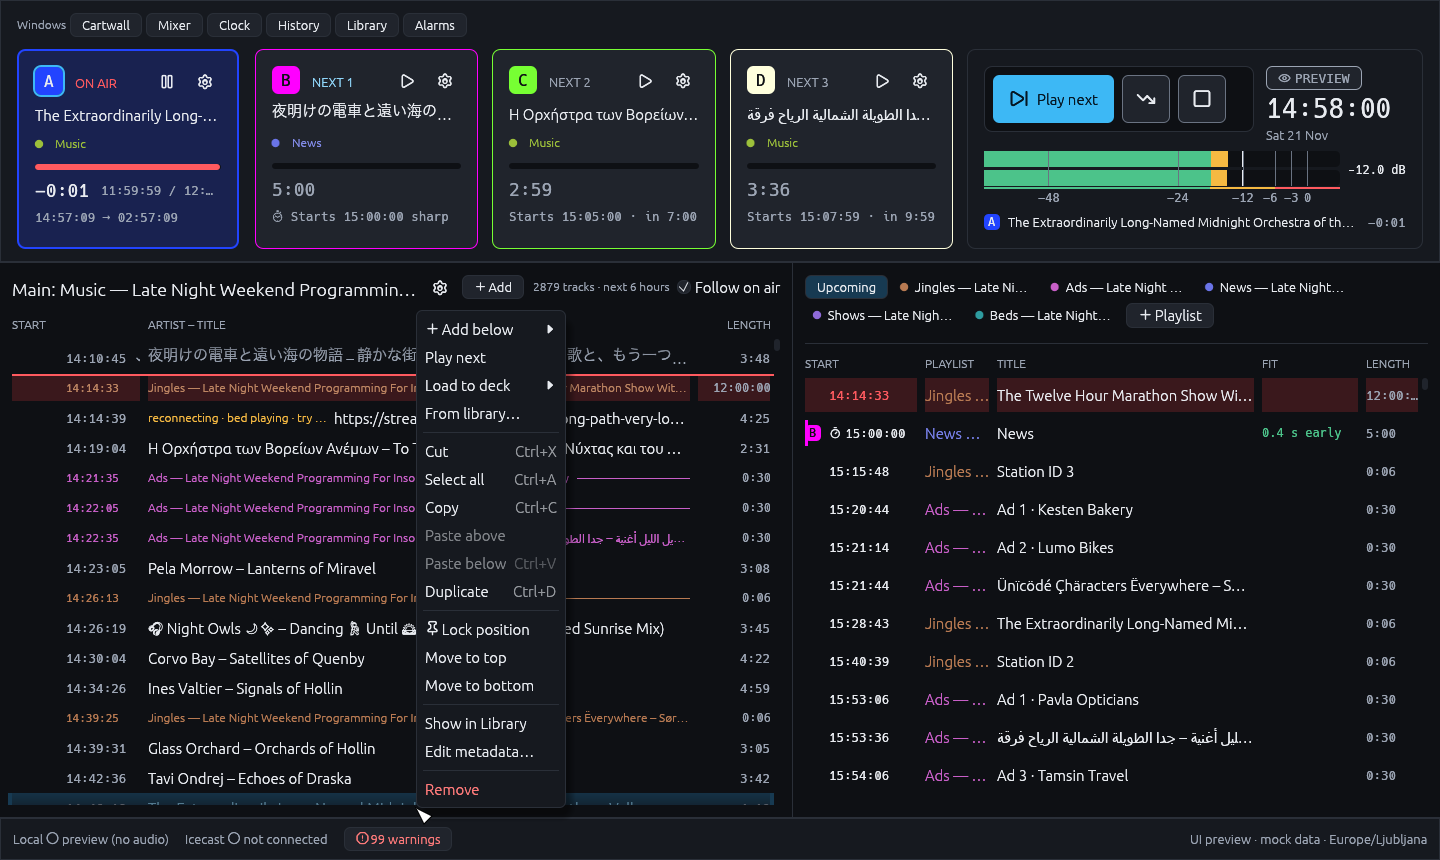 Windows Cartwall Mixer Clock History Library Alarms
A ON AIR
The Extraordinarily Long-…
Music
−0:01 11:59:59 / 12:…
14:57:09 → 02:57:09
B NEXT 1
夜明けの電車と遠い海の…
News
5:00
Starts 15:00:00 sharp
C NEXT 2
Η Ορχήστρα των Βορείων…
Music
2:59
Starts 15:05:00 · in 7:00
D NEXT 3
جدا الطويلة الشمالية الرياح فرقة…
Music
3:36
Starts 15:07:59 · in 9:59
Play next
PREVIEW
14:58:00
Sat 21 Nov
-12.0 dB
−48 −24 −12 −6 −3 0
A The Extraordinarily Long-Named Midnight Orchestra of th… −0:01
Main: Music — Late Night Weekend Programmin… + Add 2879 tracks · next 6 hours Follow on air
START ARTIST – TITLE LENGTH
14:10:45 夜明けの電車と遠い海の物語 – 静かな街 歌と、もう一つ… 3:48
14:14:33 Jingles — Late Night Weekend Programming For In Marathon Show Wit… 12:00:00
14:14:39 reconnecting · bed playing · try … https://strea ong-path-very-lo… 4:25
14:19:04 Η Ορχήστρα των Βορείων Ανέμων – Το Τ Νύχτας και του … 2:31
14:21:35 Ads — Late Night Weekend Programming For Inso 0:30
14:22:05 Ads — Late Night Weekend Programming For Inso 0:30
14:22:35 Ads — Late Night Weekend Programming For Inso ليل الليل أغنية – جدا الطو… 0:30
14:23:05 Pela Morrow – Lanterns of Miravel 3:08
14:26:13 Jingles — Late Night Weekend Programming For In 0:06
14:26:19 🎧 Night Owls 🌙✨ – Dancing 💃 Until 🌅 ed Sunrise Mix) 3:45
14:30:04 Corvo Bay – Satellites of Quenby 4:22
14:34:26 Ines Valtier – Signals of Hollin 4:59
14:39:25 Jingles — Late Night Weekend Programming For In ers Ëverywhere – Sør… 0:06
14:39:31 Glass Orchard – Orchards of Hollin 3:05
14:42:36 Tavi Ondrej – Echoes of Draska 3:42
+ Add below
Play next
Load to deck
From library…
Cut Ctrl+X
Select all Ctrl+A
Copy Ctrl+C
Paste above
Paste below Ctrl+V
Duplicate Ctrl+D
Lock position
Move to top
Move to bottom
Show in Library
Edit metadata…
Remove
Upcoming Jingles — Late Ni… Ads — Late Night … News — Late Night…
Shows — Late Nigh… Beds — Late Night… + Playlist
START PLAYLIST TITLE FIT LENGTH
14:14:33 Jingles … The Twelve Hour Marathon Show Wi… 12:00:…
B 15:00:00 News … News 0.4 s early 5:00
15:15:48 Jingles … Station ID 3 0:06
15:20:44 Ads — … Ad 1 · Kesten Bakery 0:30
15:21:14 Ads — … Ad 2 · Lumo Bikes 0:30
15:21:44 Ads — … Ünïcödé Çhäracters Ëverywhere – S… 0:30
15:28:43 Jingles … The Extraordinarily Long-Named Mi… 0:06
15:40:39 Jingles … Station ID 2 0:06
15:53:06 Ads — … Ad 1 · Pavla Opticians 0:30
15:53:36 Ads — … ليل أغنية – جدا الطويلة الشمالية الرياح فرقة… 0:30
15:54:06 Ads — … Ad 3 · Tamsin Travel 0:30
Local preview (no audio) Icecast not connected 99 warnings UI preview · mock data · Europe/Ljubljana